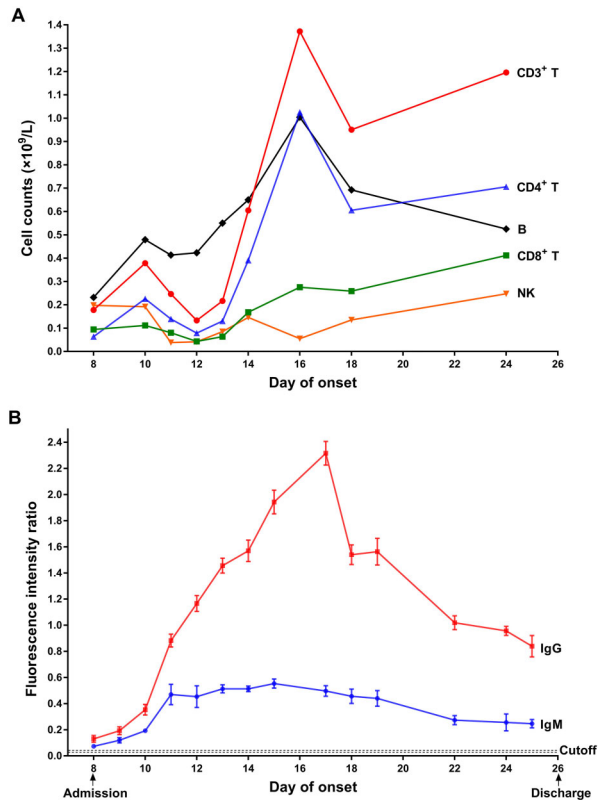 A
Cell counts (×10⁹/L)
1.4
1.3
1.2
1.1
1.0
0.9
0.8
0.7
0.6
0.5
0.4
0.3
0.2
0.1
0.0
CD3⁺ T
CD4⁺ T
B
CD8⁺ T
NK
8 10 12 14 16 18 20 22 24 26
Day of onset
B
Fluorescence intensity ratio
2.4
2.2
2.0
1.8
1.6
1.4
1.2
1.0
0.8
0.6
0.4
0.2
0.0
IgG
IgM
Cutoff
8 10 12 14 16 18 20 22 24 26
Admission Day of onset Discharge